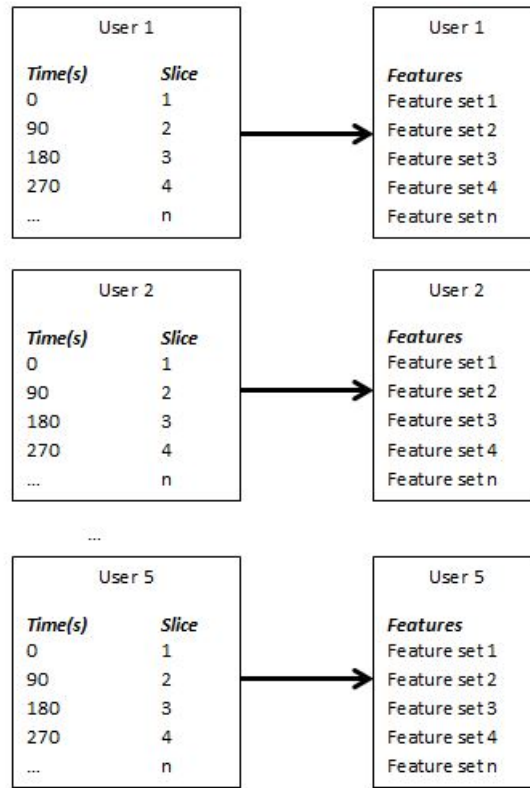 User 1
Time(s) Slice
0 1
90 2
180 3
270 4
... n
User 1
Features
Feature set 1
Feature set 2
Feature set 3
Feature set 4
Feature set n
User 2
Time(s) Slice
0 1
90 2
180 3
270 4
... n
User 2
Features
Feature set 1
Feature set 2
Feature set 3
Feature set 4
Feature set n
...
User 5
Time(s) Slice
0 1
90 2
180 3
270 4
... n
User 5
Features
Feature set 1
Feature set 2
Feature set 3
Feature set 4
Feature set n